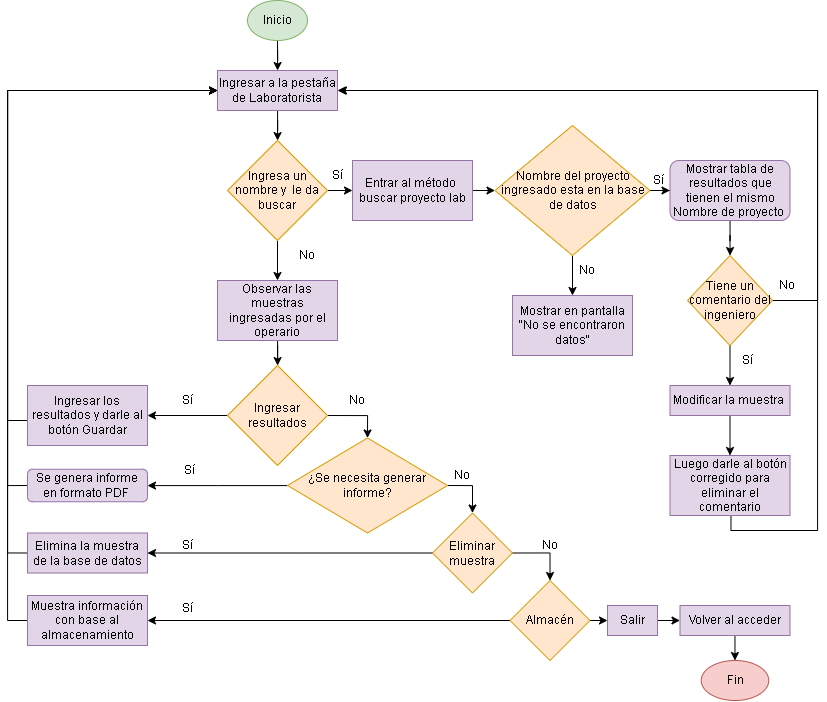 Inicio
Ingresar a la pestaña
de Laboratorista
Ingresa un
nombre y le da
buscar
Sí
Entrar al método
buscar proyecto lab
Nombre del proyecto
ingresado esta en la base
de datos
Sí
Mostrar tabla de
resultados que
tienen el mismo
Nombre de proyecto
No
No
Mostrar en pantalla
"No se encontraron
datos"
Tiene un
comentario del
ingeniero
No
Sí
Modificar la muestra
Luego darle al botón
corregido para
eliminar el
comentario
Observar las
muestras
ingresadas por el
operario
Ingresar
resultados
Sí
Ingresar los
resultados y darle al
botón Guardar
No
¿Se necesita generar
informe?
Sí
Se genera informe
en formato PDF
No
Eliminar
muestra
Sí
Elimina la muestra
de la base de datos
No
Almacén
Sí
Muestra información
con base al
almacenamiento
Salir
Volver al acceder
Fin